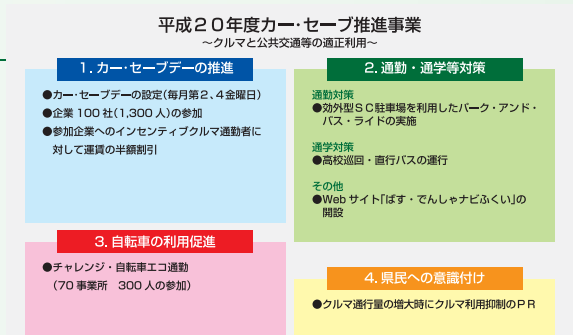 平成２０年度カー・セーブ推進事業
～クルマと公共交通等の適正利用～
１. カー・セーブデーの推進
●カー・セーブデーの設定（毎月第２、４金曜日）
●企業 100 社（1,300 人）の参加
●参加企業へのインセンティブクルマ通勤者に
対して運賃の半額割引
２. 通勤・通学等対策
通勤対策
●効外型ＳＣ駐車場を利用したパーク・アンド・
バス・ライドの実施
通学対策
●高校巡回・直行バスの運行
その他
●Web サイト「ばす・でんしゃナビふくい」の
開設
３. 自転車の利用促進
●チャレンジ・自転車エコ通勤
（70 事業所　300 人の参加）
４. 県民への意識付け
●クルマ通行量の増大時にクルマ利用抑制のＰＲ